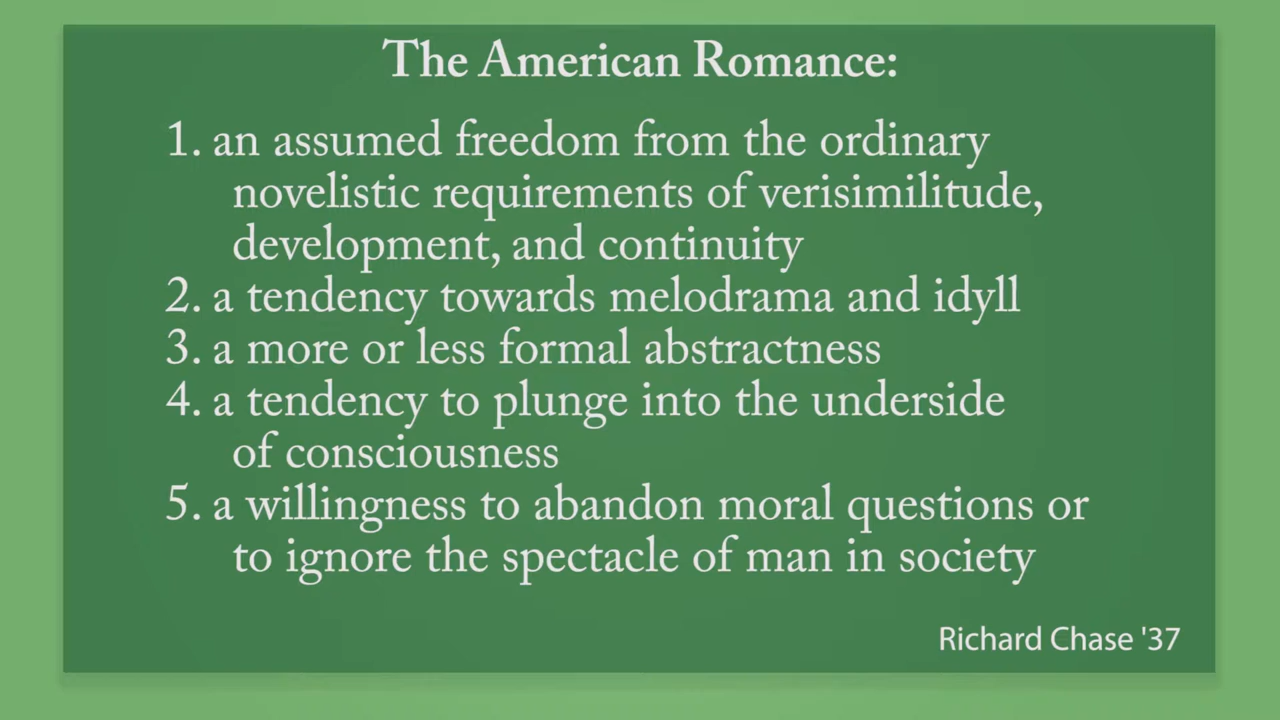 The American Romance:
1. an assumed freedom from the ordinary
novelistic requirements of verisimilitude,
development, and continuity
2. a tendency towards melodrama and idyll
3. a more or less formal abstractness
4. a tendency to plunge into the underside
of consciousness
5. a willingness to abandon moral questions or
to ignore the spectacle of man in society
Richard Chase '37